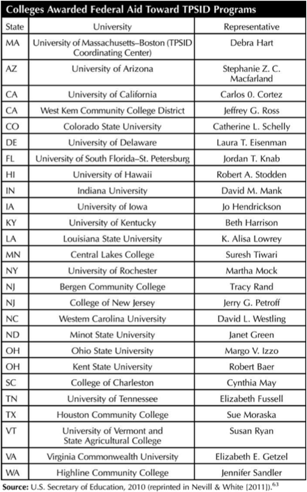 Colleges Awarded Federal Aid Toward TPSID Programs
State University Representative
MA University of Massachusetts–Boston (TPSID Coordinating Center) Debra Hart
AZ University of Arizona Stephanie Z. C. Macfarland
CA University of California Carlos 0. Cortez
CA West Kern Community College District Jeffrey G. Ross
CO Colorado State University Catherine L. Schelly
DE University of Delaware Laura T. Eisenman
FL University of South Florida–St. Petersburg Jordan T. Knab
HI University of Hawaii Robert A. Stodden
IN Indiana University David M. Mank
IA University of Iowa Jo Hendrickson
KY University of Kentucky Beth Harrison
LA Louisiana State University K. Alisa Lowrey
MN Central Lakes College Suresh Tiwari
NY University of Rochester Martha Mock
NJ Bergen Community College Tracy Rand
NJ College of New Jersey Jerry G. Petroff
NC Western Carolina University David L. Westling
ND Minot State University Janet Green
OH Ohio State University Margo V. Izzo
OH Kent State University Robert Baer
SC College of Charleston Cynthia May
TN University of Tennessee Elizabeth Fussell
TX Houston Community College Sue Moraska
VT University of Vermont and State Agricultural College Susan Ryan
VA Virginia Commonwealth University Elizabeth E. Getzel
WA Highline Community College Jennifer Sandler
Source: U.S. Secretary of Education, 2010 (reprinted in Nevill & White [2011]).63